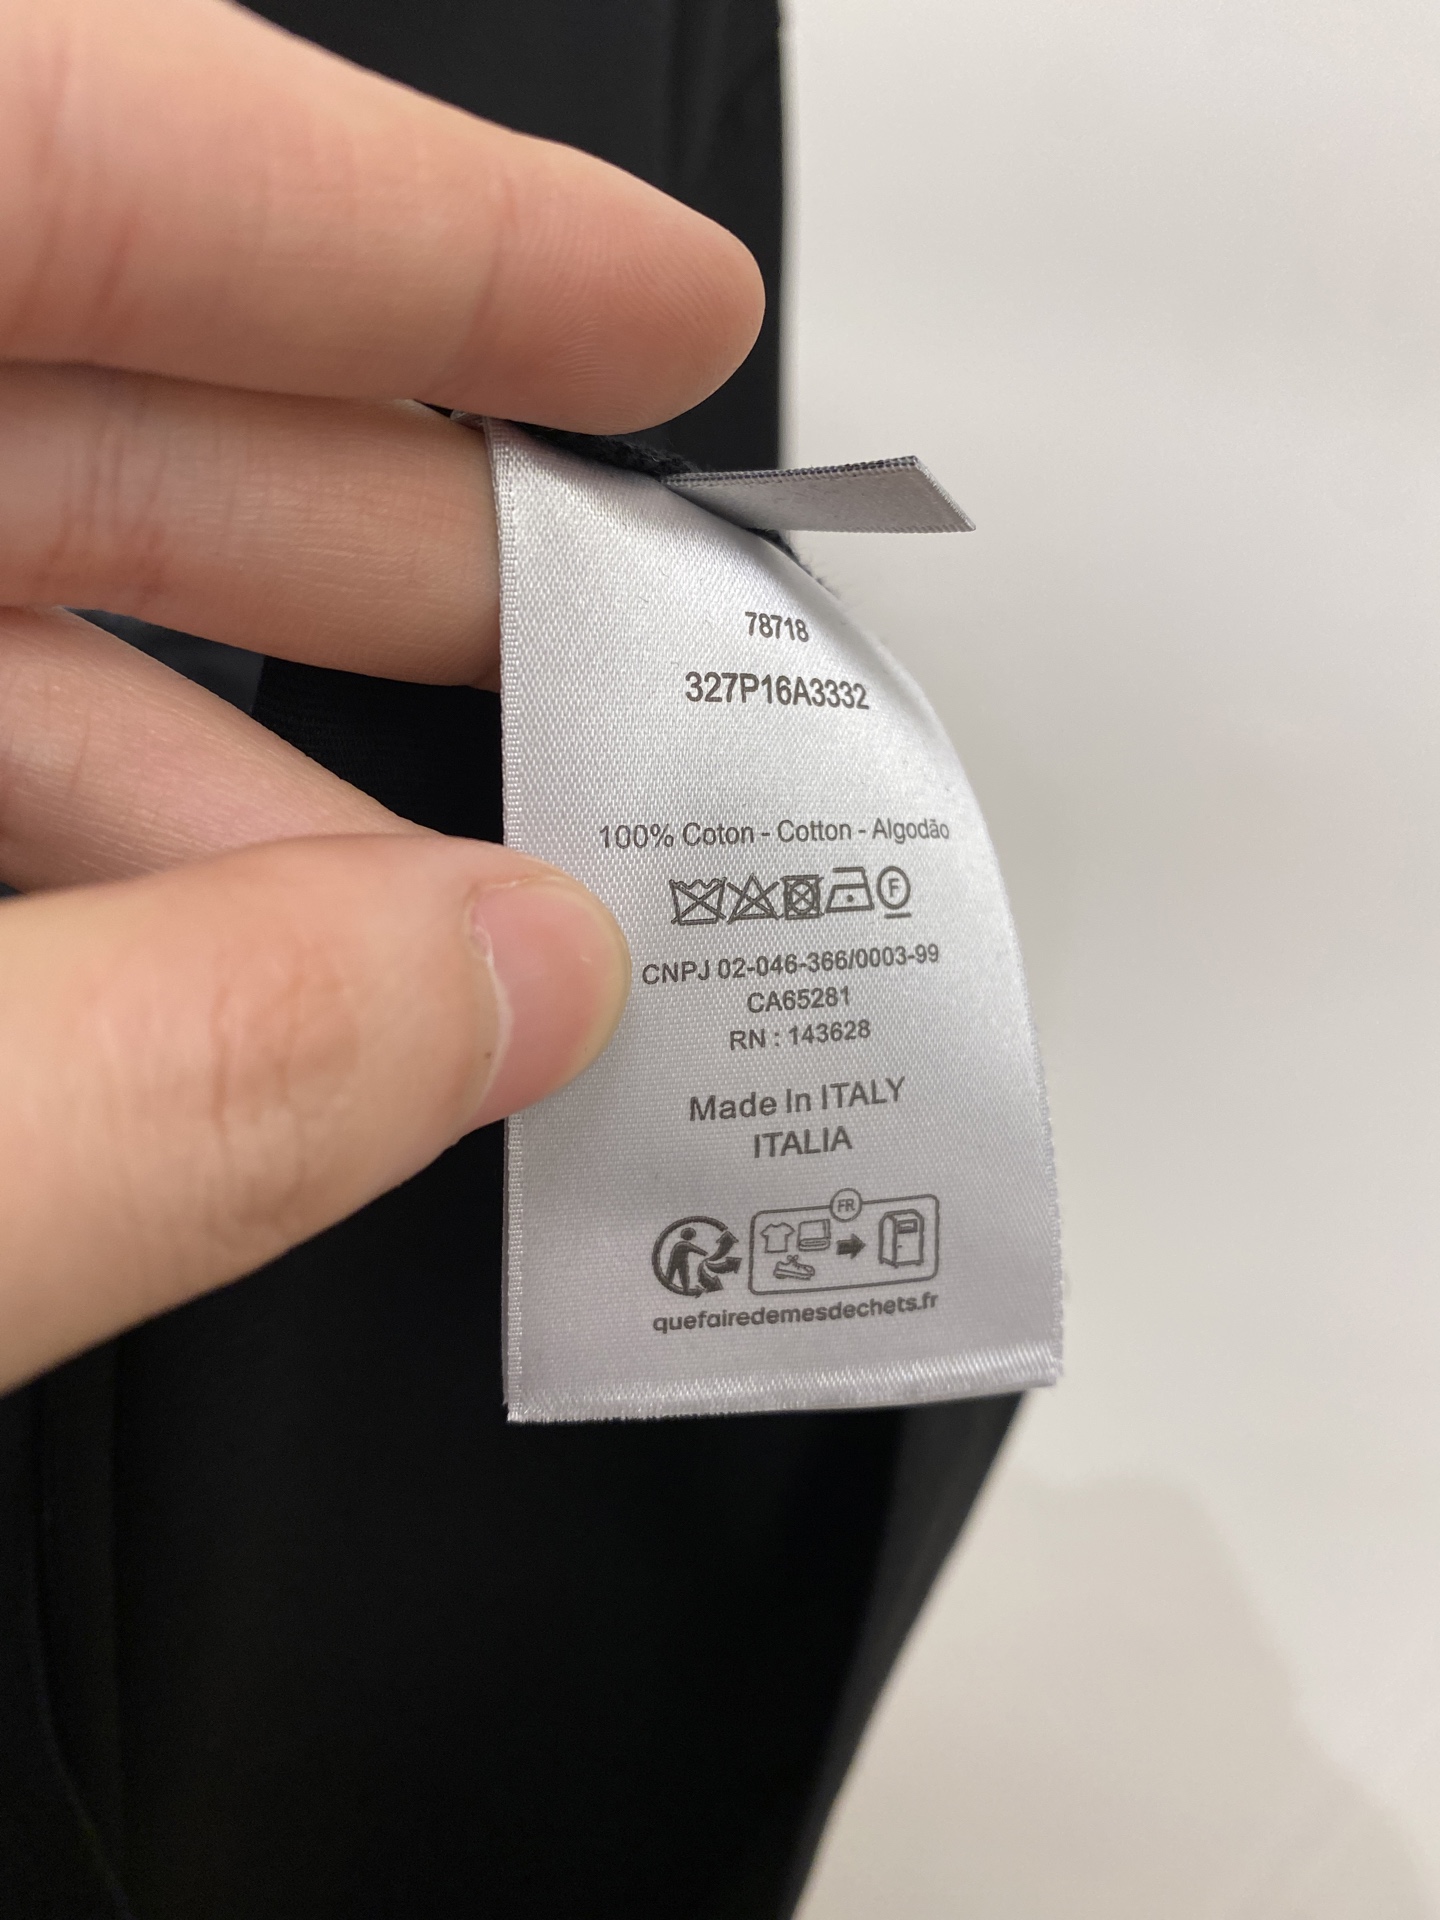 78718
327P16A3332
100% Coton - Cotton - Algodão
F
CNPJ 02-046-366/0003-99
CA65281
RN : 143628
Made In ITALY
ITALIA
FR
quefairedemesdechets.fr